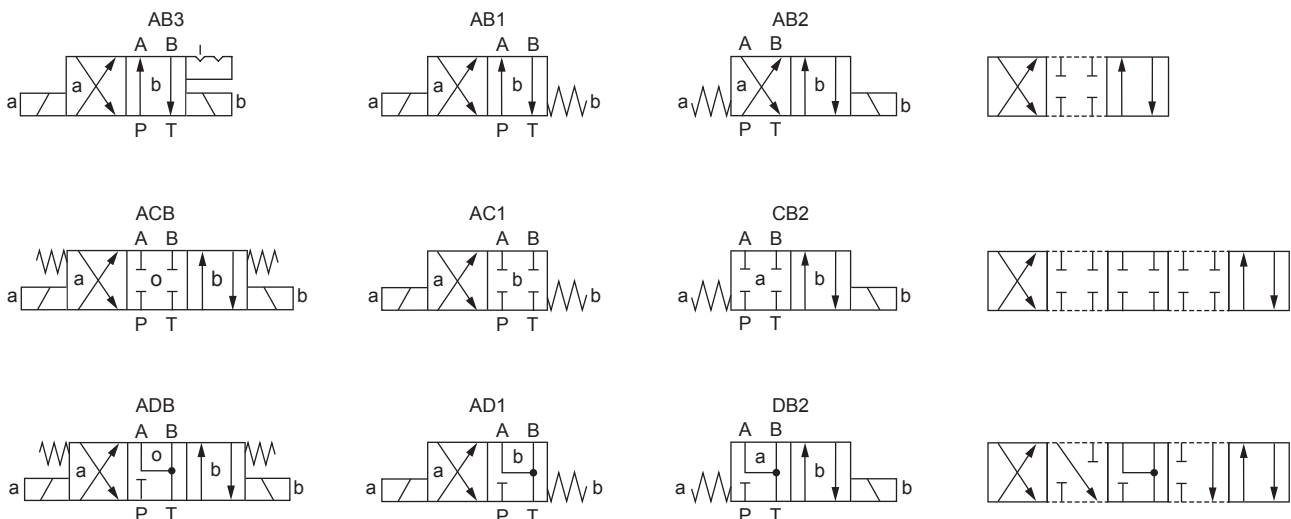 AB3 AB1 AB2
A B A B A B
a b a b a b
a b b a a b
P T P T P T
ACB AC1 CB2
A B A B A B
a o b a b a b
a b a b a b
P T P T P T
ADB AD1 DB2
A B A B A B
o b a
a b a b
a b a b a b
P T P T P T